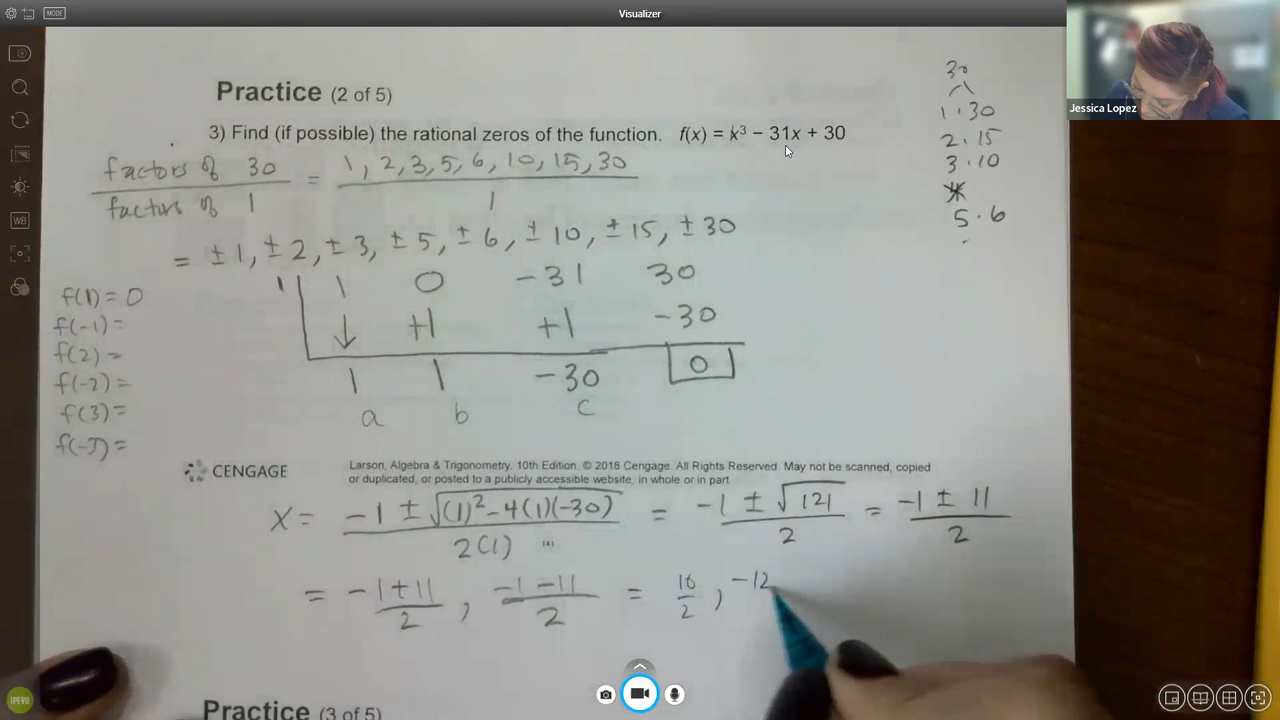 MODE
Visualizer
Jessica Lopez
WB
Practice (2 of 5)
3) Find (if possible) the rational zeros of the function. f(x) = x³ − 31x + 30
30
1·30
2·15
3·10
5·6
factors of 30 / factors of 1 = 1, 2, 3, 5, 6, 10, 15, 30 / 1
= ±1, ±2, ±3, ±5, ±6, ±10, ±15, ±30
f(1) = 0
f(-1) =
f(2) =
f(-2) =
f(3) =
f(-3) =
1 1 0 -31 30
↓ +1 +1 -30
1 1 -30 0
a b c
CENGAGE
Larson, Algebra & Trigonometry, 10th Edition. © 2018 Cengage. All Rights Reserved. May not be scanned, copied
or duplicated, or posted to a publicly accessible website, in whole or in part.
X = -1 ± √(1)² - 4(1)(-30) / 2(1) = -1 ± √121 / 2 = -1 ± 11 / 2
= -1 + 11 / 2, -1 - 11 / 2 = 10 / 2, -12
Practice (3 of 5)
IPEVO